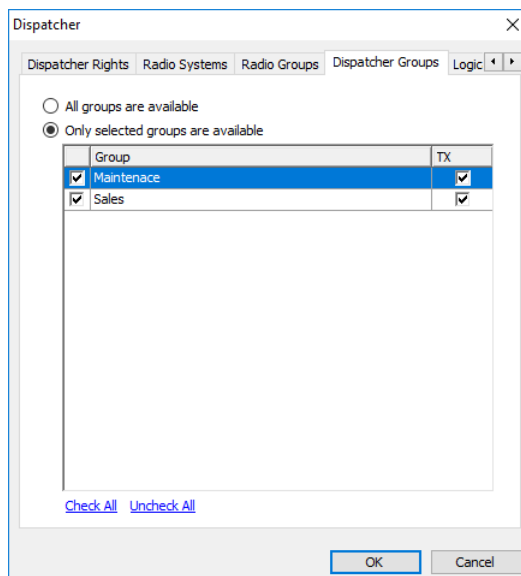 Dispatcher
Dispatcher Rights Radio Systems Radio Groups Dispatcher Groups Logic
All groups are available
Only selected groups are available
Group TX
Maintenace
Sales
Check All Uncheck All
OK Cancel